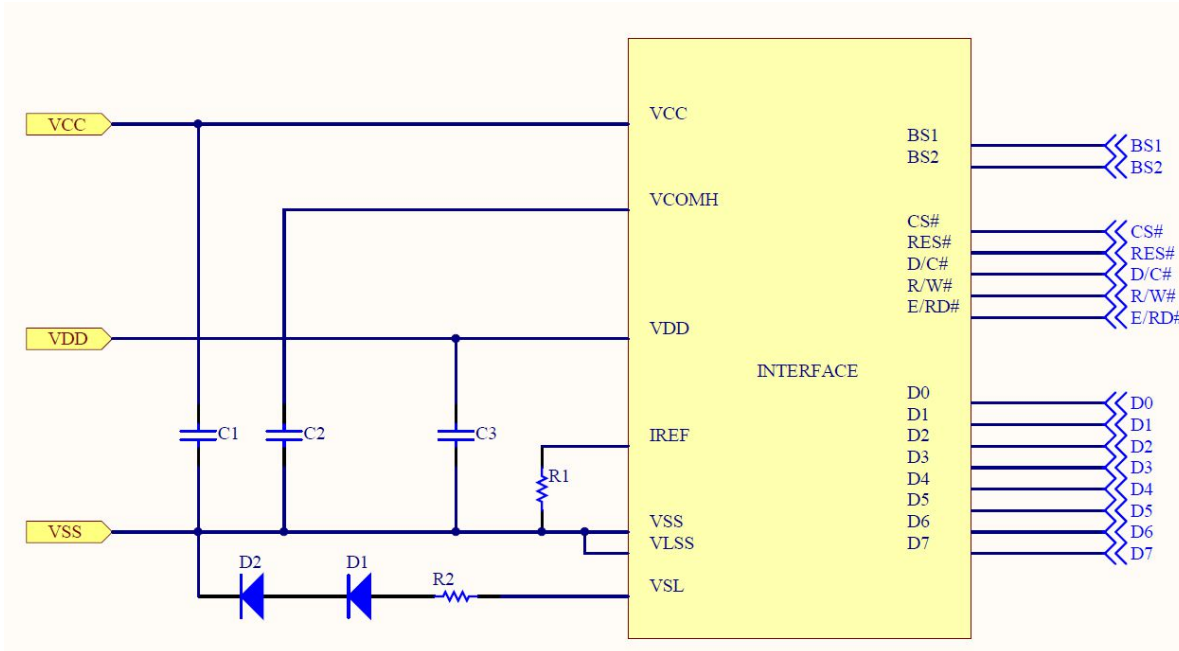 VCC
VCC
BS1
BS1
BS2
BS2
VCOMH
CS#
CS#
RES#
RES#
D/C#
D/C#
R/W#
R/W#
E/RD#
E/RD#
VDD
VDD
INTERFACE
D0
D0
D1
D1
C1
C2
C3
IREF
D2
D2
D3
D3
R1
D4
D4
D5
D5
VSS
VSS
D6
D6
VLSS
D7
D7
D2
D1
R2
VSL